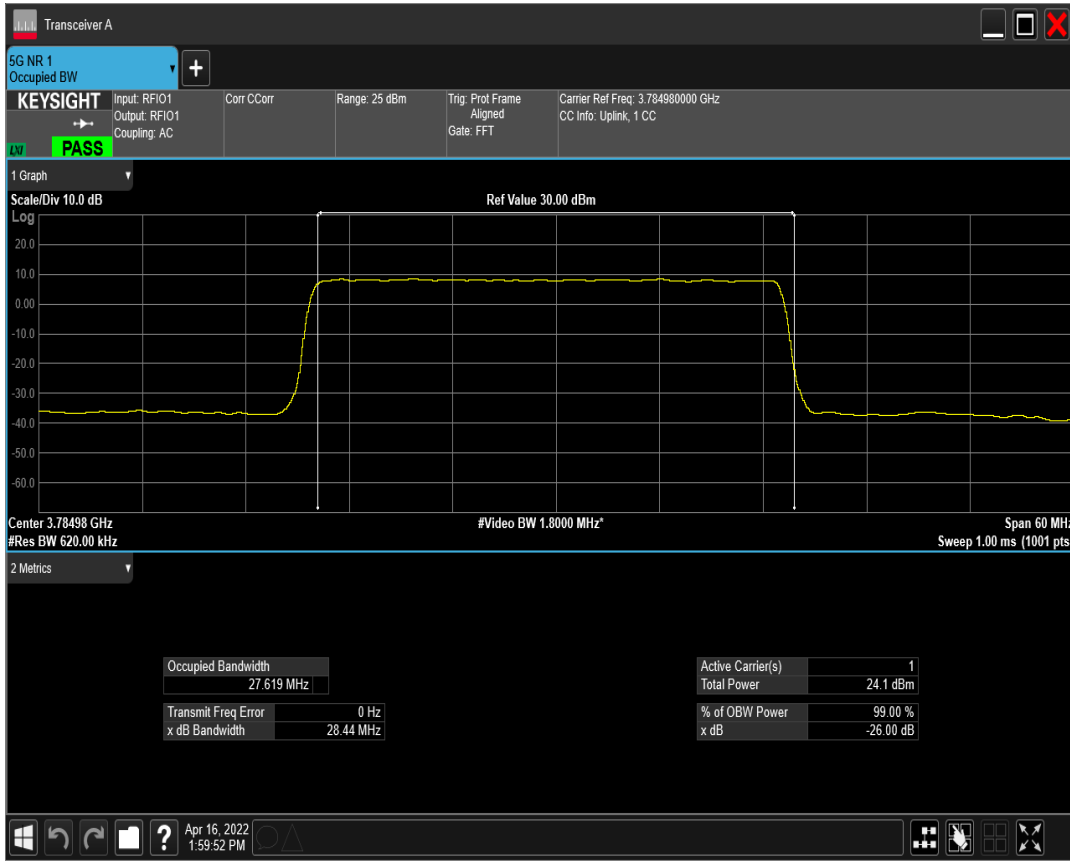 Transceiver A
5G NR 1
Occupied BW
KEYSIGHT
LXI
PASS
Input: RFIO1
Output: RFIO1
Coupling: AC
Corr CCorr
Range: 25 dBm
Trig: Prot Frame
Aligned
Gate: FFT
Carrier Ref Freq: 3.784980000 GHz
CC Info: Uplink, 1 CC
1 Graph
Scale/Div 10.0 dB
Ref Value 30.00 dBm
Log
20.0
10.0
0.00
-10.0
-20.0
-30.0
-40.0
-50.0
-60.0
Center 3.78498 GHz
#Video BW 1.8000 MHz*
Span 60 MHz
#Res BW 620.00 kHz
Sweep 1.00 ms (1001 pts
2 Metrics
Occupied Bandwidth
27.619 MHz
Transmit Freq Error 0 Hz
x dB Bandwidth 28.44 MHz
Active Carrier(s) 1
Total Power 24.1 dBm
% of OBW Power 99.00 %
x dB -26.00 dB
?
Apr 16, 2022
1:59:52 PM